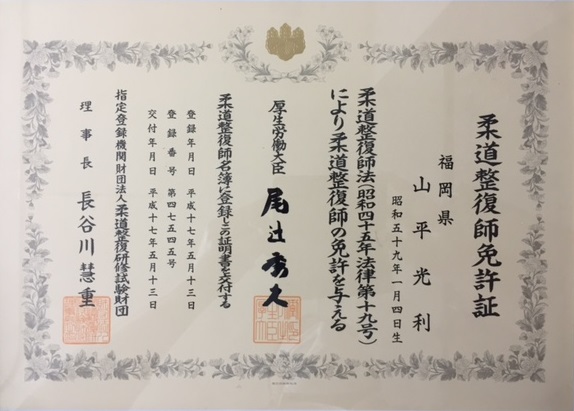 柔道整復師免許証
福岡県
山平光利
昭和五十九年一月四日生
柔道整復師法(昭和四十五年法律第十九号)
により柔道整復師の免許を与える
厚生労働大臣 尾辻秀久
柔道整復師名簿に登録しこの証明書を交付する
登録年月日 平成十七年五月十三日
登録番号 第四七五四五号
交付年月日 平成十七年五月十三日
指定登録機関財団法人柔道整復研修試験財団
理事長 長谷川慧重